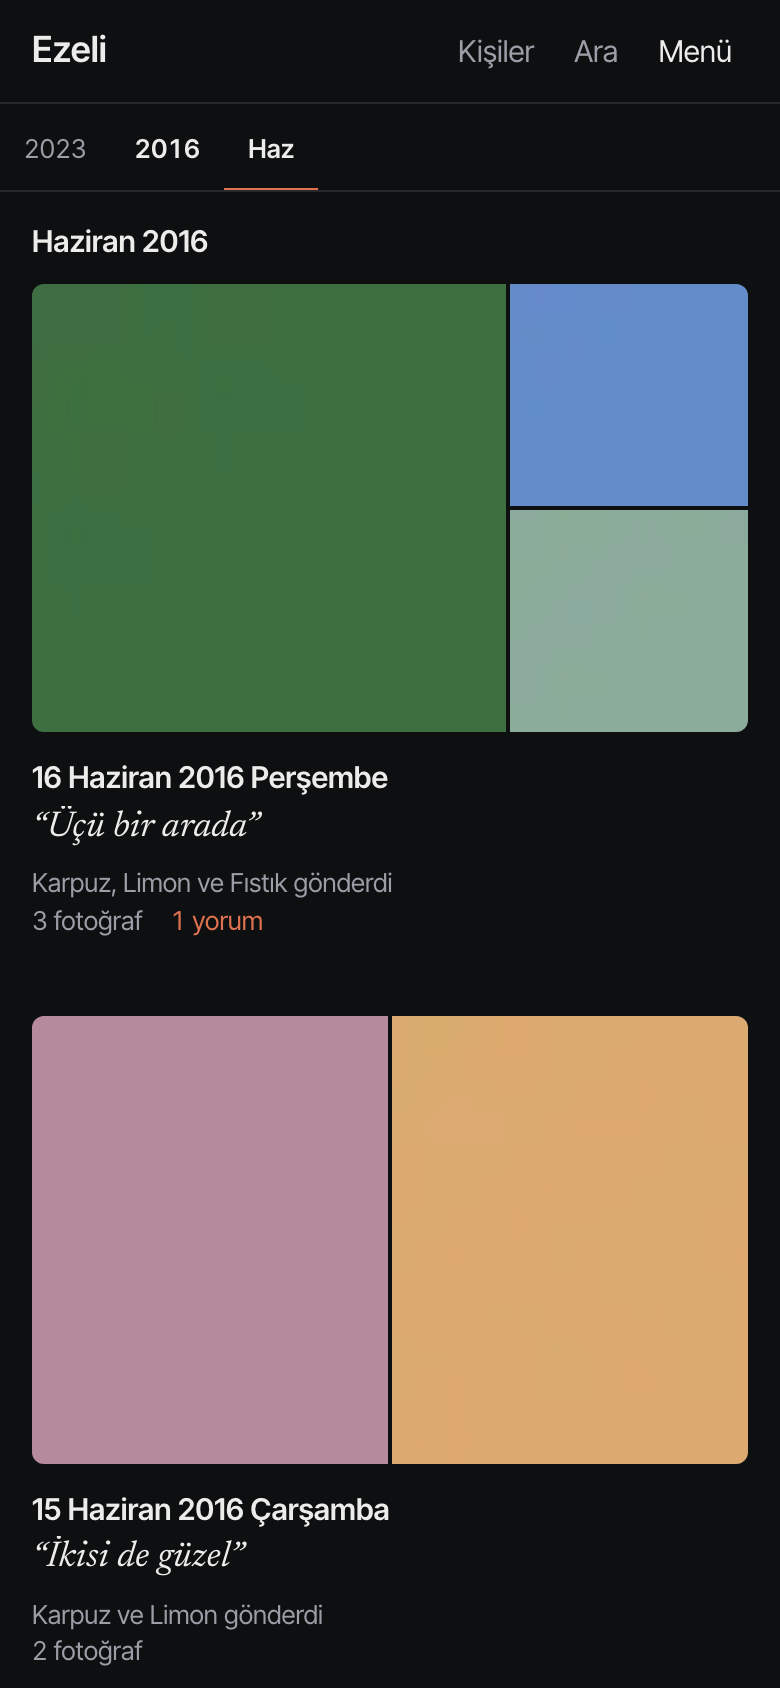 Ezeli
Kişiler Ara Menü
2023 2016 Haz
Haziran 2016
16 Haziran 2016 Perşembe
“Üçü bir arada”
Karpuz, Limon ve Fıstık gönderdi
3 fotoğraf 1 yorum
15 Haziran 2016 Çarşamba
“İkisi de güzel”
Karpuz ve Limon gönderdi
2 fotoğraf